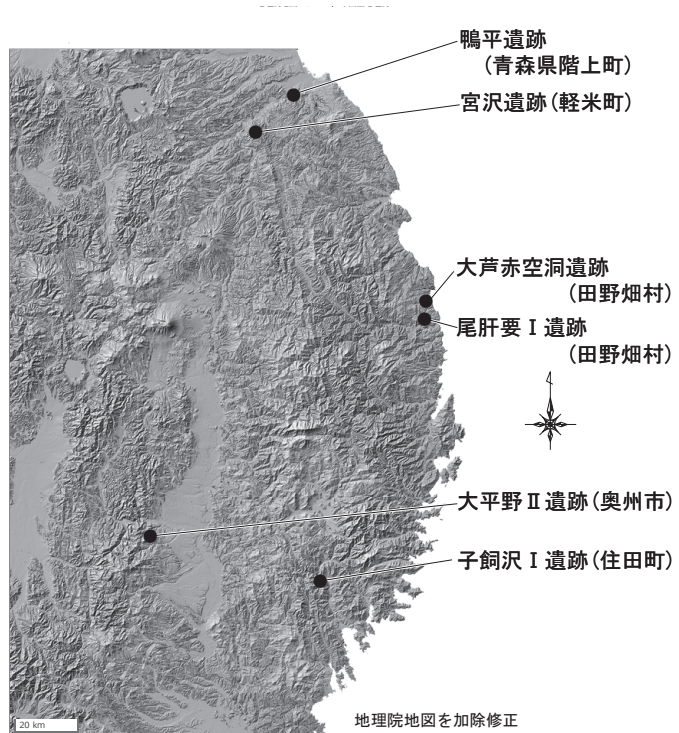 鴨平遺跡
(青森県階上町)
宮沢遺跡(軽米町)
大芦赤空洞遺跡
(田野畑村)
尾肝要Ⅰ遺跡
(田野畑村)
大平野Ⅱ遺跡(奥州市)
子飼沢Ⅰ遺跡(住田町)
20 km
地理院地図を加除修正